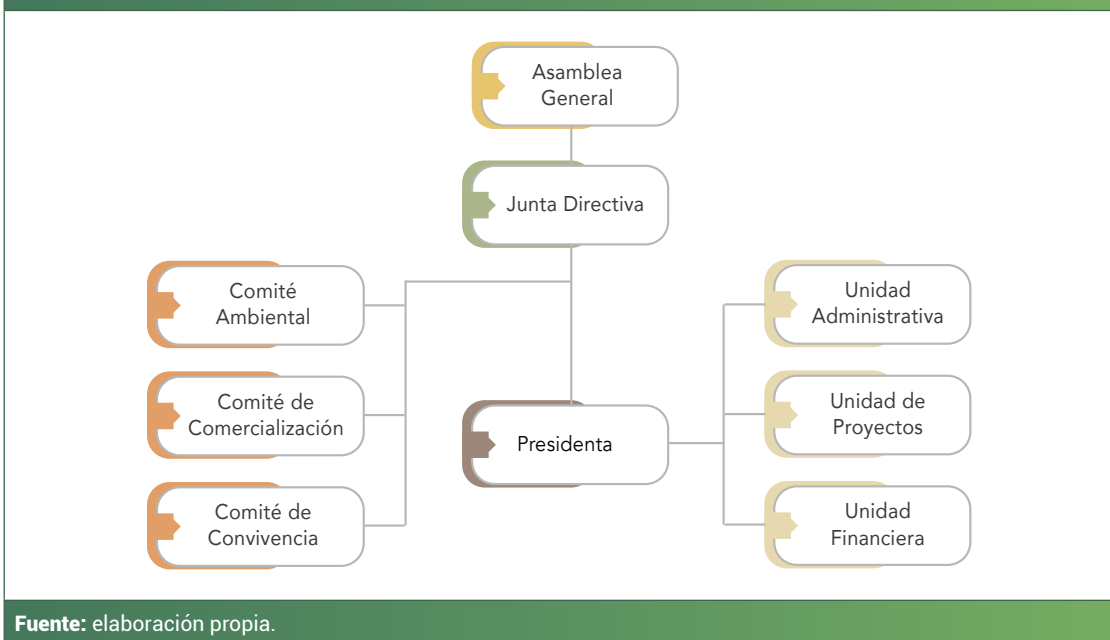 Asamblea
General
Junta Directiva
Comité
Ambiental
Comité de
Comercialización
Comité de
Convivencia
Presidenta
Unidad
Administrativa
Unidad de
Proyectos
Unidad
Financiera
Fuente: elaboración propia.